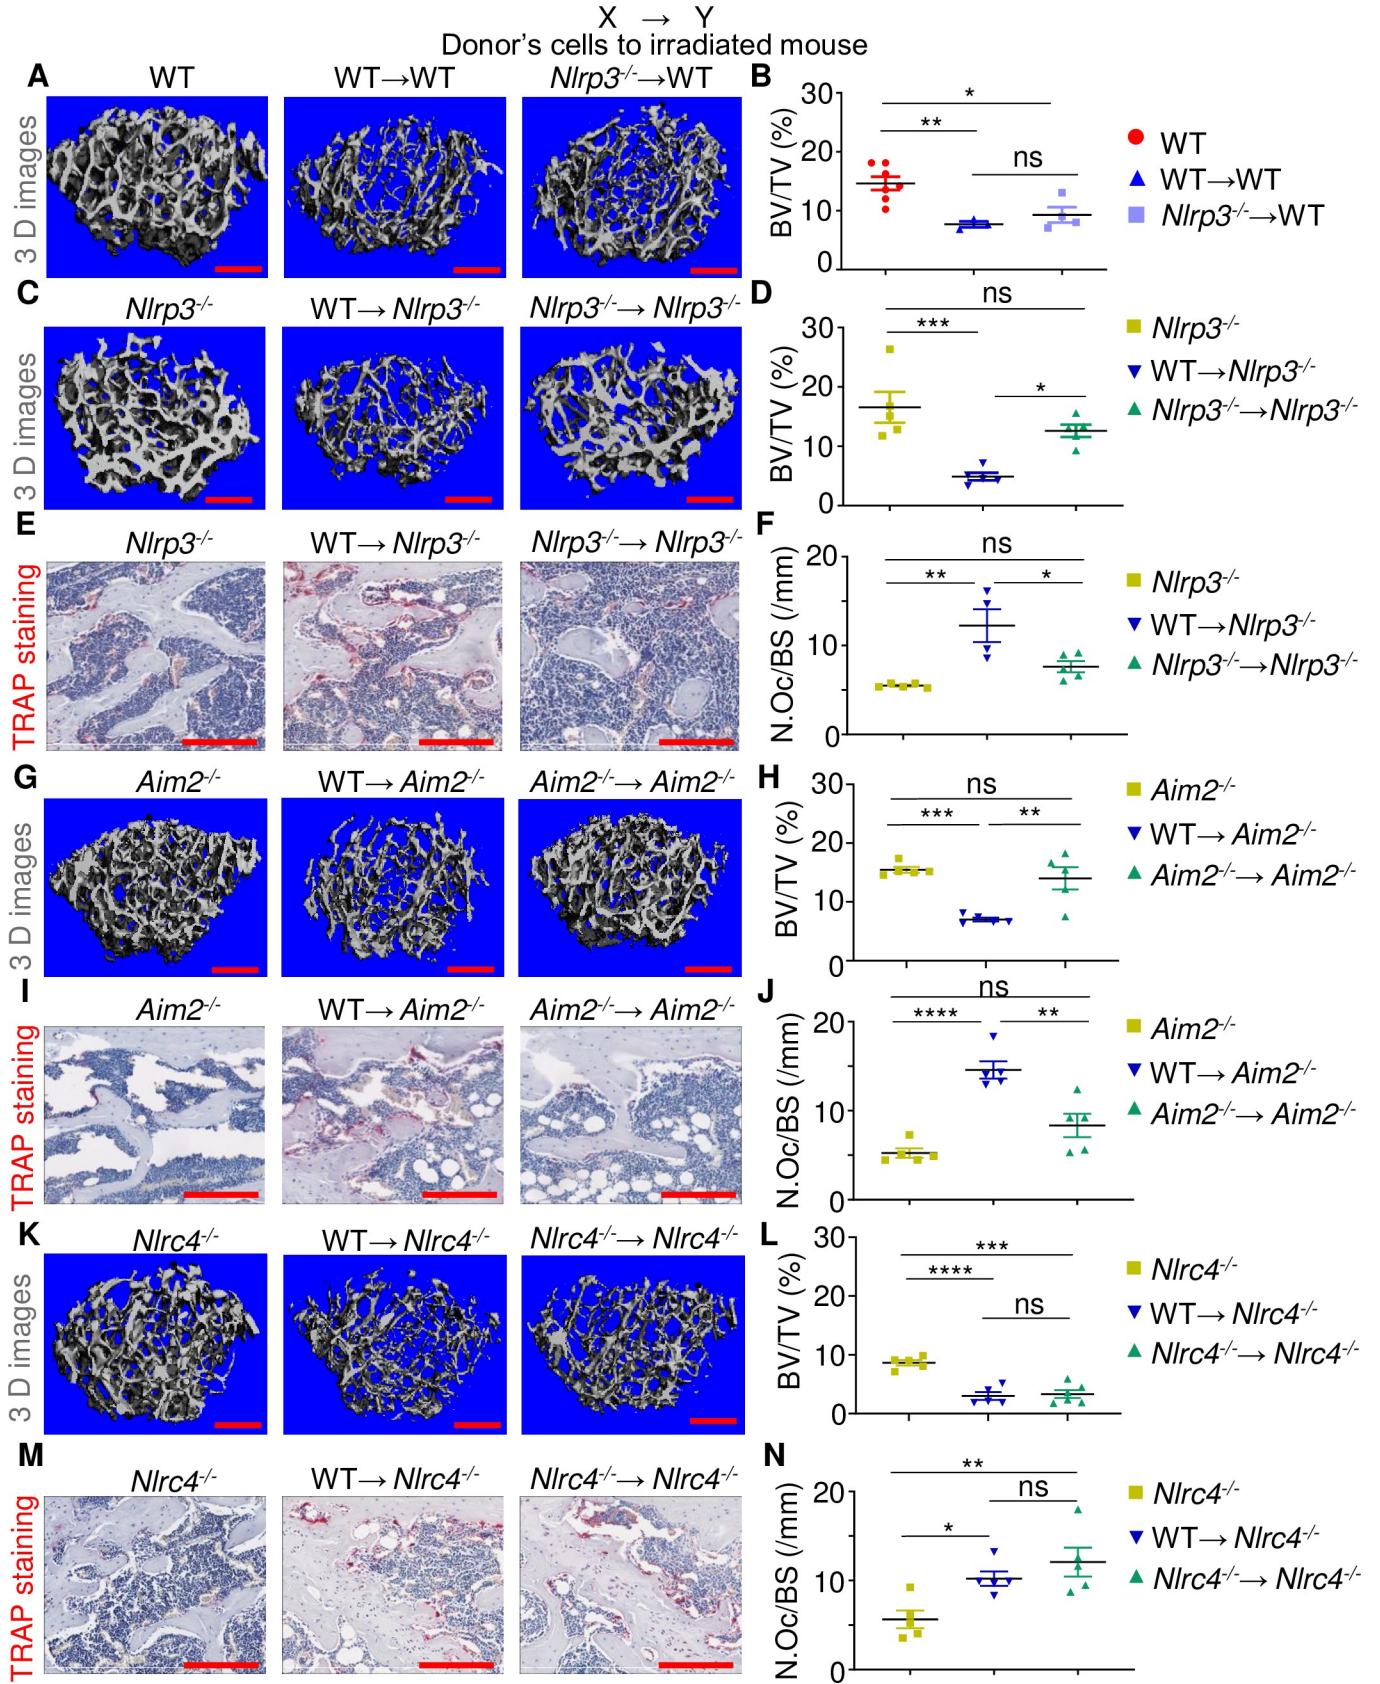 X → Y
Donor's cells to irradiated mouse
A WT WT→WT Nlrp3-/-→WT
3 D images
B
BV/TV (%)
30
20
10
0
* ** ns
WT
WT→WT
Nlrp3-/-→WT
C Nlrp3-/- WT→ Nlrp3-/- Nlrp3-/-→ Nlrp3-/-
3 D images
D
BV/TV (%)
30
20
10
0
ns *** *
Nlrp3-/-
WT→Nlrp3-/-
Nlrp3-/-→Nlrp3-/-
E Nlrp3-/- WT→ Nlrp3-/- Nlrp3-/-→ Nlrp3-/-
TRAP staining
F
N.Oc/BS (/mm)
20
10
0
ns ** *
Nlrp3-/-
WT→Nlrp3-/-
Nlrp3-/-→Nlrp3-/-
G Aim2-/- WT→ Aim2-/- Aim2-/-→ Aim2-/-
3 D images
H
BV/TV (%)
30
20
10
0
ns *** **
Aim2-/-
WT→ Aim2-/-
Aim2-/-→ Aim2-/-
I Aim2-/- WT→ Aim2-/- Aim2-/-→ Aim2-/-
TRAP staining
J
N.Oc/BS (/mm)
20
10
0
ns **** **
Aim2-/-
WT→ Aim2-/-
Aim2-/-→ Aim2-/-
K Nlrc4-/- WT→ Nlrc4-/- Nlrc4-/-→ Nlrc4-/-
3 D images
L
BV/TV (%)
30
20
10
0
*** **** ns
Nlrc4-/-
WT→ Nlrc4-/-
Nlrc4-/-→ Nlrc4-/-
M Nlrc4-/- WT→ Nlrc4-/- Nlrc4-/-→ Nlrc4-/-
TRAP staining
N
N.Oc/BS (/mm)
20
10
0
** ns *
Nlrc4-/-
WT→ Nlrc4-/-
Nlrc4-/-→ Nlrc4-/-